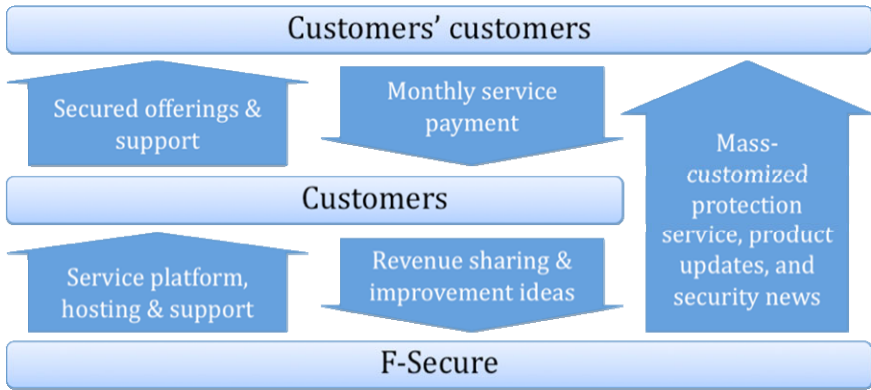 Customers’ customers
Secured offerings &
support
Monthly service
payment
Mass-
customized
protection
service, product
updates, and
security news
Customers
Service platform,
hosting & support
Revenue sharing &
improvement ideas
F-Secure